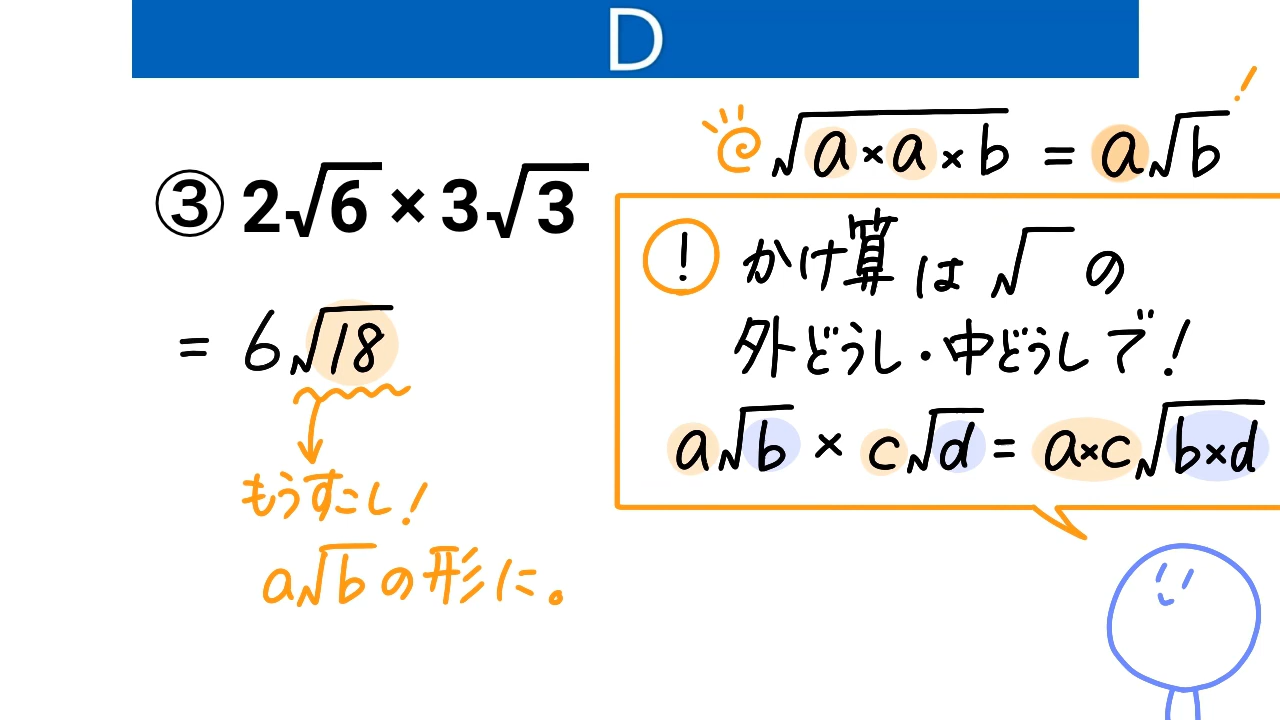 D
③ 2√6 × 3√3
= 6√18
もうすこし!
a√bの形に。
√a×a×b = a√b!
! かけ算は√の
外どうし・中どうしで!
a√b × c√d = a×c√b×d